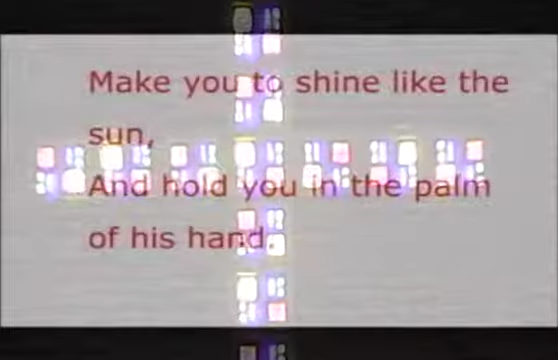 Make you to shine like the
sun,
And hold you in the palm
of his hand.